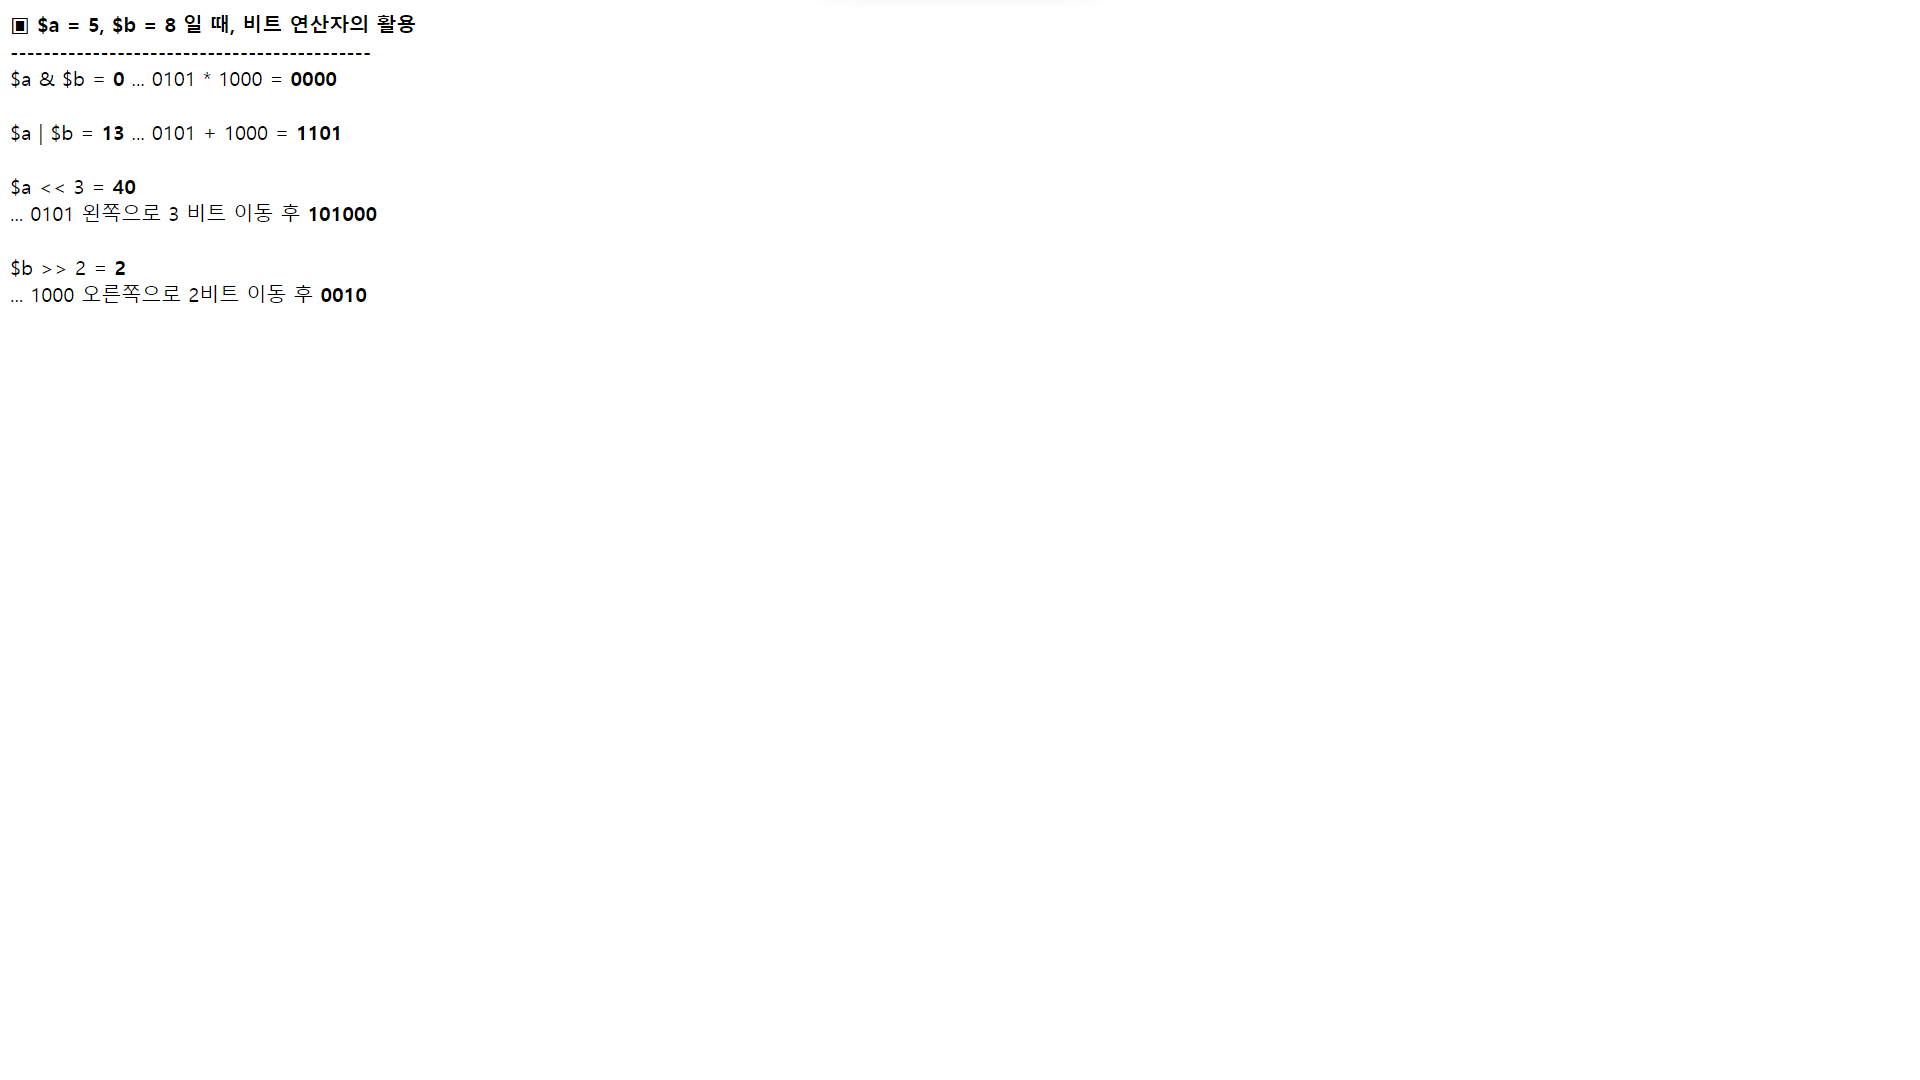 ▣ $a = 5, $b = 8 일 때, 비트 연산자의 활용
--------------------------------------------
$a & $b = 0 ... 0101 * 1000 = 0000
$a | $b = 13 ... 0101 + 1000 = 1101
$a << 3 = 40
... 0101 왼쪽으로 3 비트 이동 후 101000
$b >> 2 = 2
... 1000 오른쪽으로 2비트 이동 후 0010